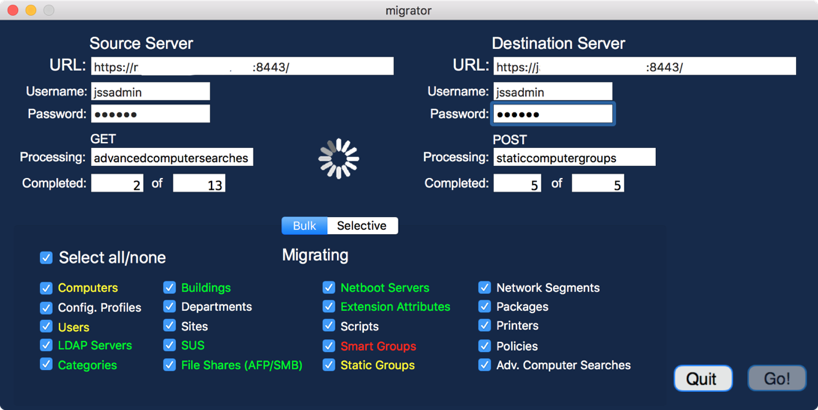 migrator
Source Server
URL: https://r . :8443/
Username: jssadmin
Password: ●●●●●●
GET
Processing: advancedcomputersearches
Completed: 2 of 13
Destination Server
URL: https://j :8443/
Username: jssadmin
Password: ●●●●●●
POST
Processing: staticcomputergroups
Completed: 5 of 5
Bulk Selective
Select all/none
Migrating
Computers
Config. Profiles
Users
LDAP Servers
Categories
Buildings
Departments
Sites
SUS
File Shares (AFP/SMB)
Netboot Servers
Extension Attributes
Scripts
Smart Groups
Static Groups
Network Segments
Packages
Printers
Policies
Adv. Computer Searches
Quit
Go!